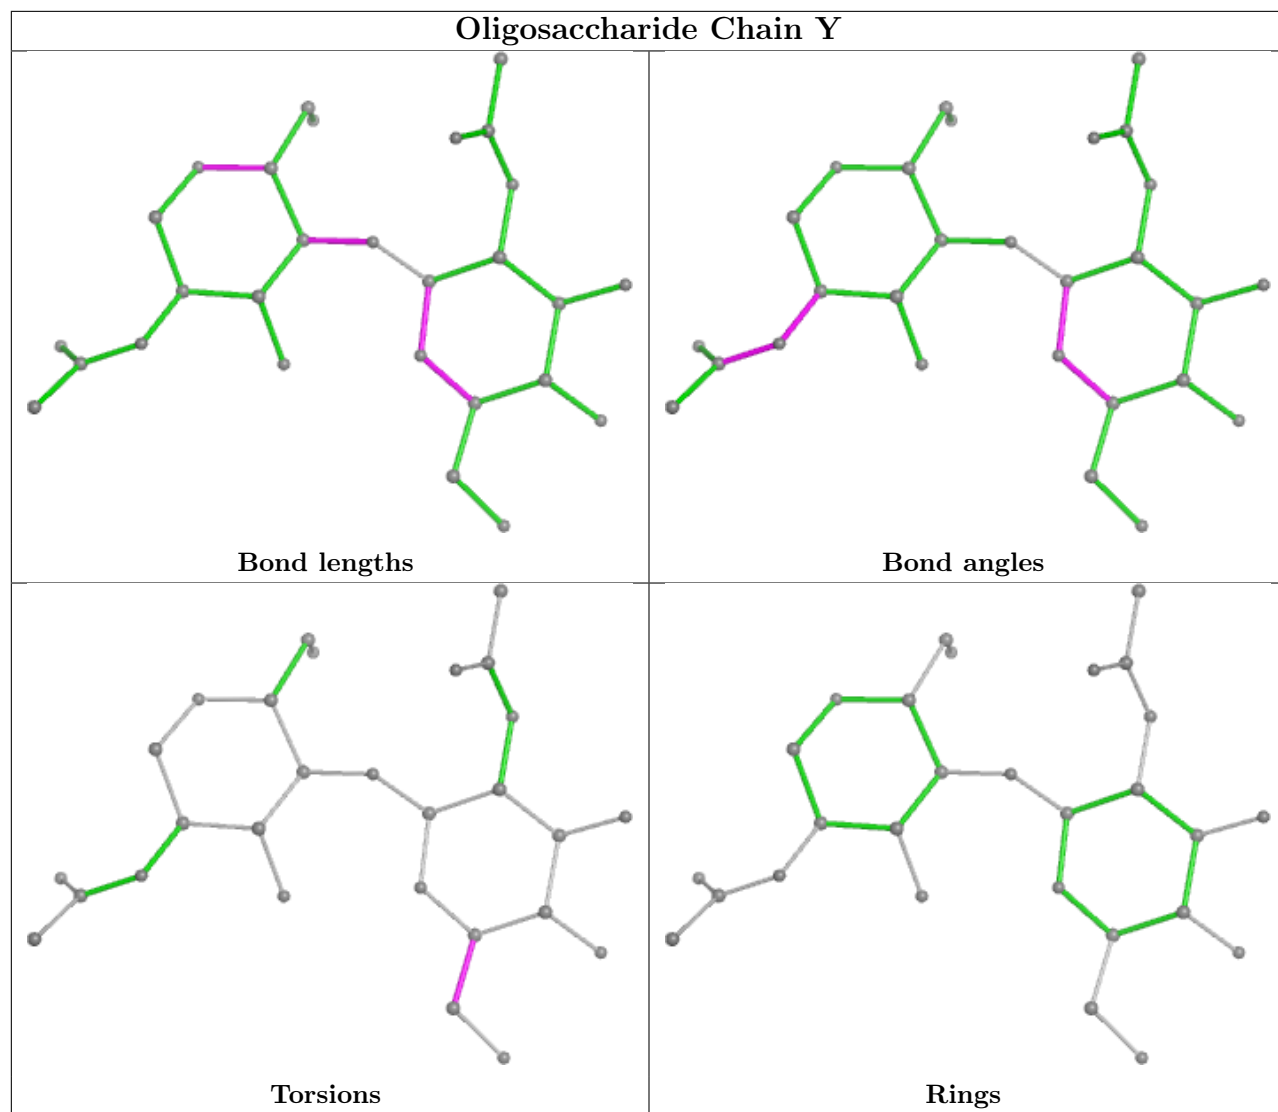 Oligosaccharide Chain Y
Bond lengths
Bond angles
Torsions
Rings